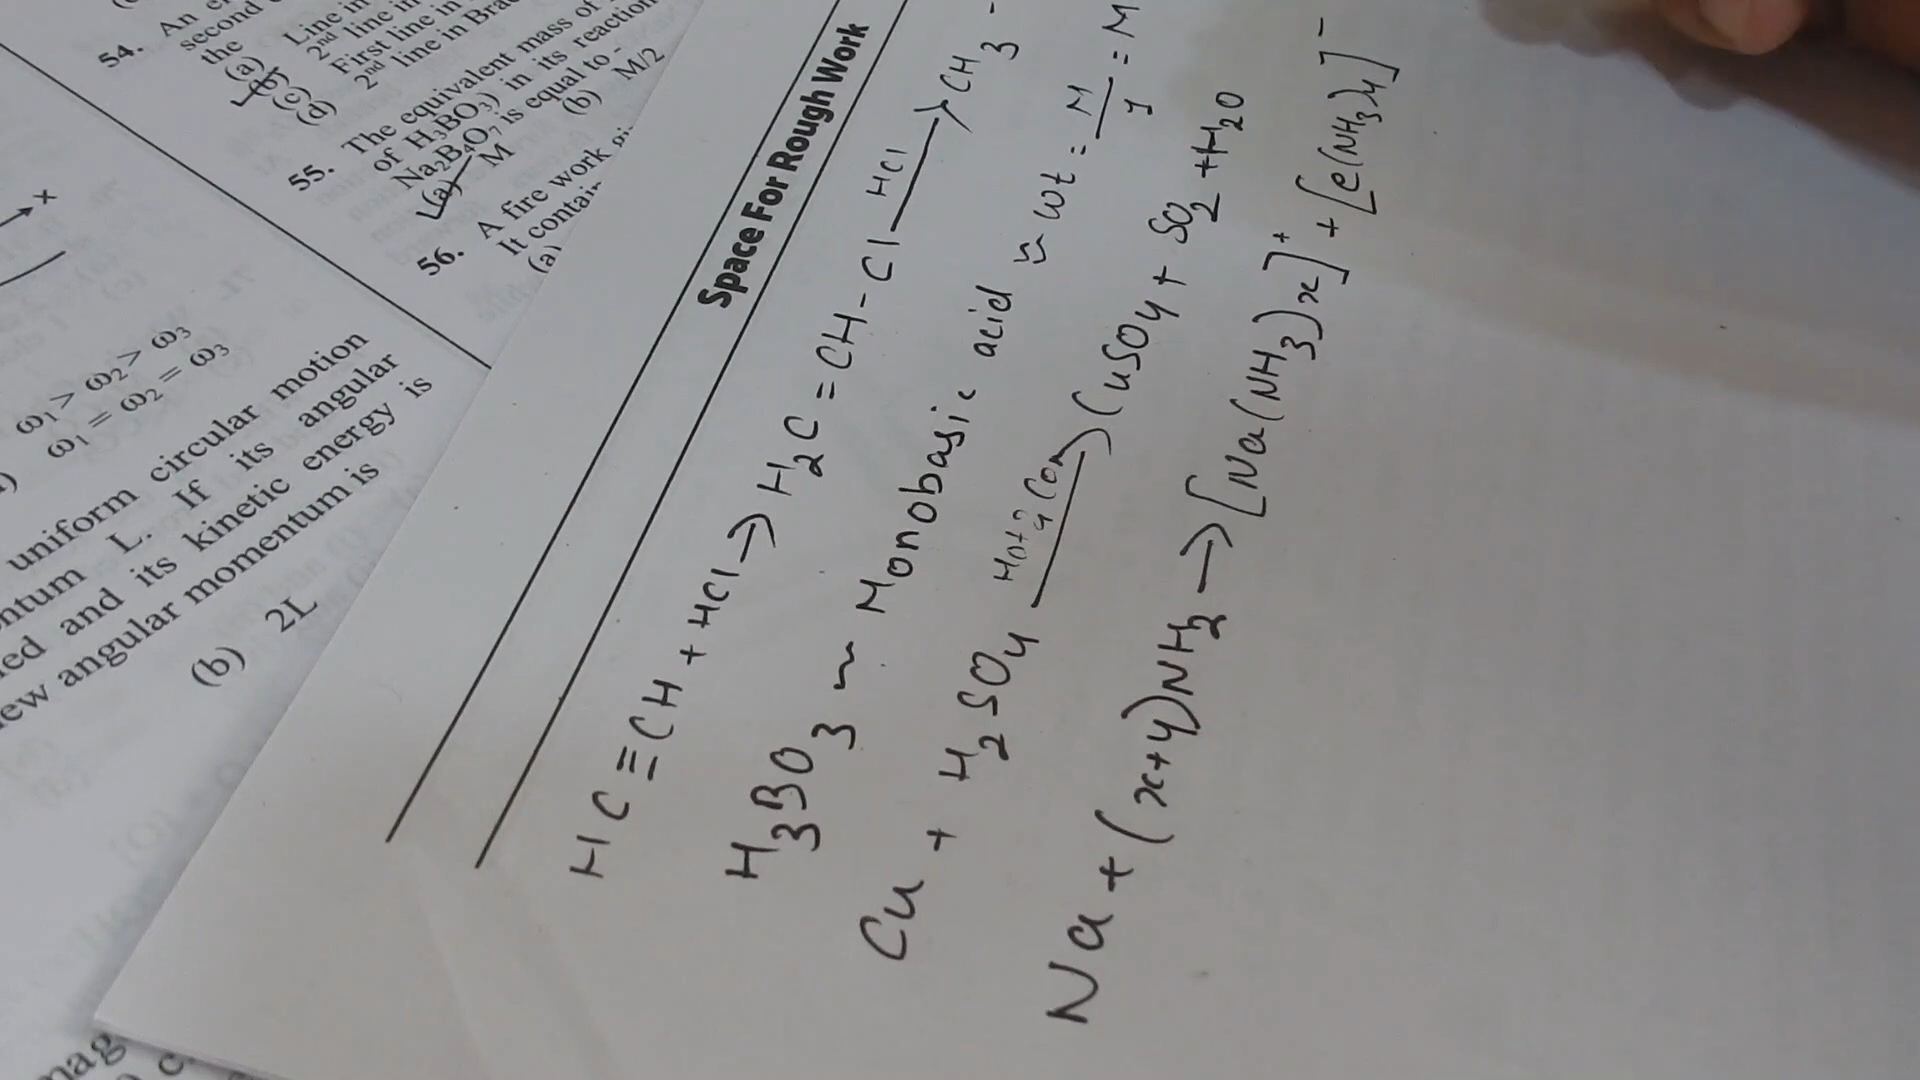 54. An
second
the
(a) Line in
(b) 2nd line in
(c) First line in
(d) 2nd line in Brac
55. The equivalent mass of
of H3BO3) in its reaction
Na2B4O7 is equal to -
(a) M (b) M/2
56. A fire work
It contain
(a)
+
ω1 > ω2 > ω3
ω1 = ω2 = ω3
uniform circular motion
ntum L. If its angular
led and its kinetic energy is
ew angular momentum is
(b) 2L
mag
Space For Rough Work
HC≡CH + HCl → H2C=CH-Cl HCl → CH3 -
H3BO3 ~ Monobasic acid ~ wt = M/1 = M
Cu + H2SO4 Hot & Con → CuSO4 + SO2 + H2O
Na + (x+y)NH3 → [Na(NH3)x]+ + [e(NH3)y]-